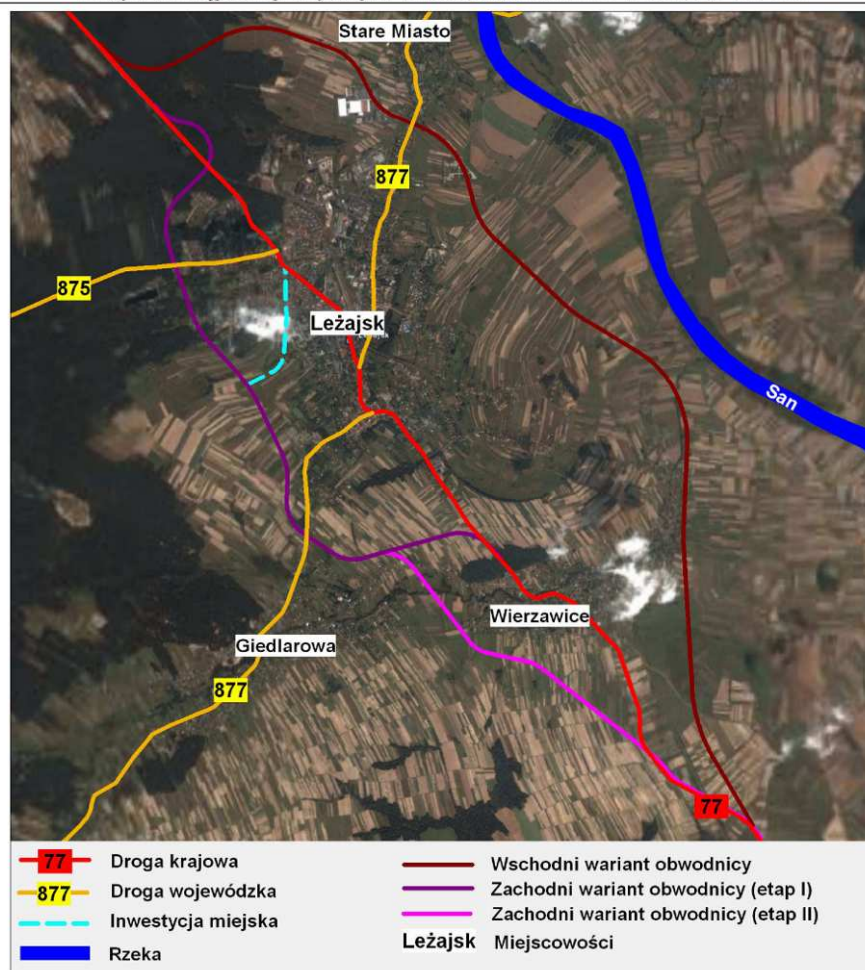 Stare Miasto
877
875
Leżajsk
San
Wierzawice
Giedlarowa
877
77
77 Droga krajowa
877 Droga wojewódzka
Inwestycja miejska
Rzeka
Wschodni wariant obwodnicy
Zachodni wariant obwodnicy (etap I)
Zachodni wariant obwodnicy (etap II)
Leżajsk Miejscowości